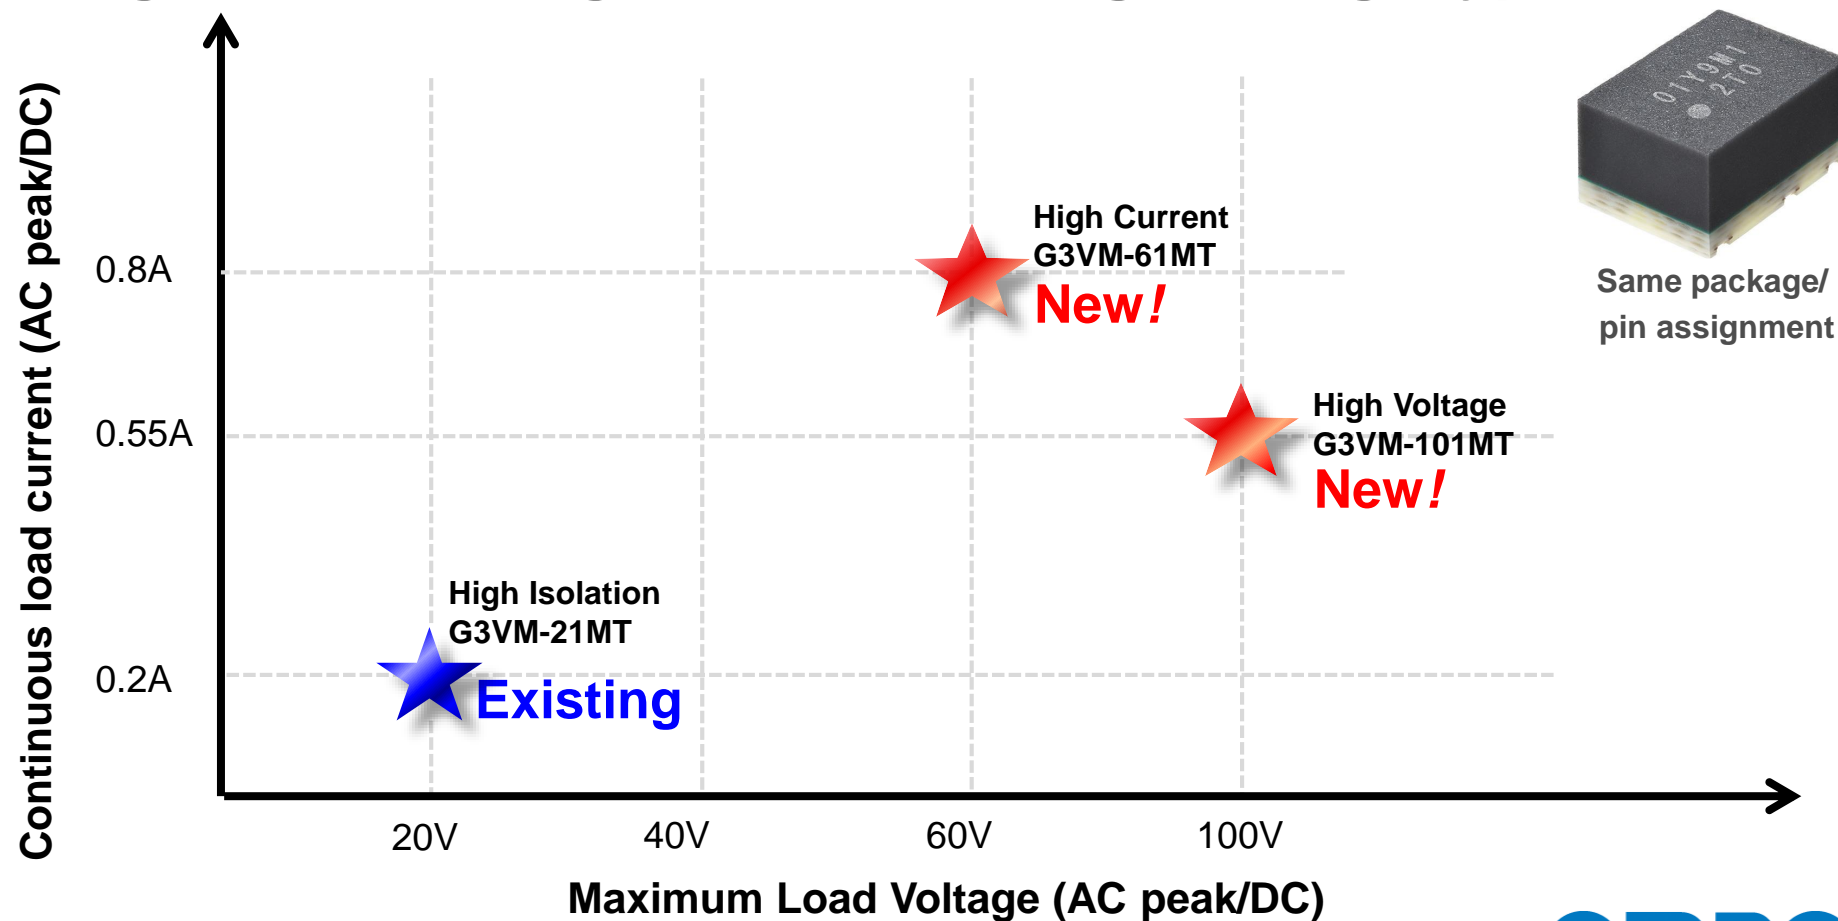 Continuous load current (AC peak/DC)
0.8A
0.55A
0.2A
High Current
G3VM-61MT
New!
High Voltage
G3VM-101MT
New!
High Isolation
G3VM-21MT
Existing
01Y9M1
2T0
Same package/
pin assignment
20V
40V
60V
100V
Maximum Load Voltage (AC peak/DC)